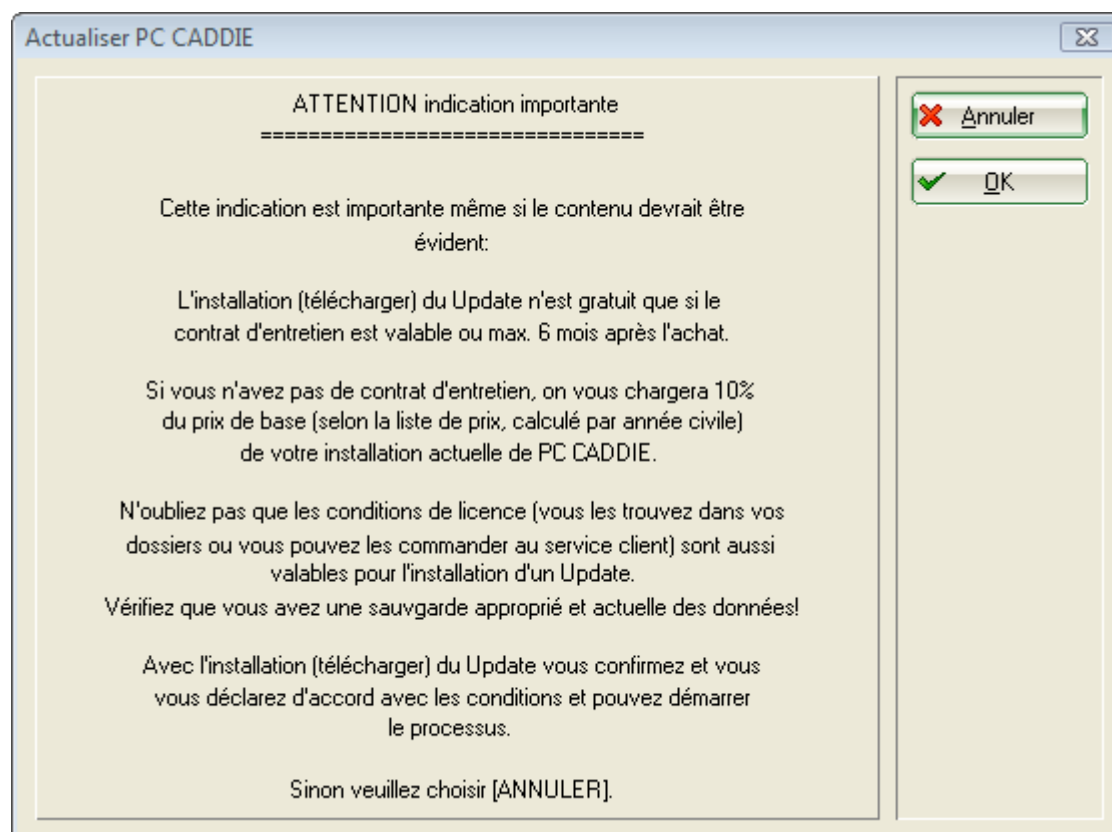 Actualiser PC CADDIE
ATTENTION indication importante
================================
Cette indication est importante même si le contenu devrait être
évident:
L'installation (télécharger) du Update n'est gratuit que si le
contrat d'entretien est valable ou max. 6 mois après l'achat.
Si vous n'avez pas de contrat d'entretien, on vous chargera 10%
du prix de base (selon la liste de prix, calculé par année civile)
de votre installation actuelle de PC CADDIE.
N'oubliez pas que les conditions de licence (vous les trouvez dans vos
dossiers ou vous pouvez les commander au service client) sont aussi
valables pour l'installation d'un Update.
Vérifiez que vous avez une sauvgarde approprié et actuelle des données!
Avec l'installation (télécharger) du Update vous confirmez et vous
vous déclarez d'accord avec les conditions et pouvez démarrer
le processus.
Sinon veuillez choisir [ANNULER].
Annuler
OK